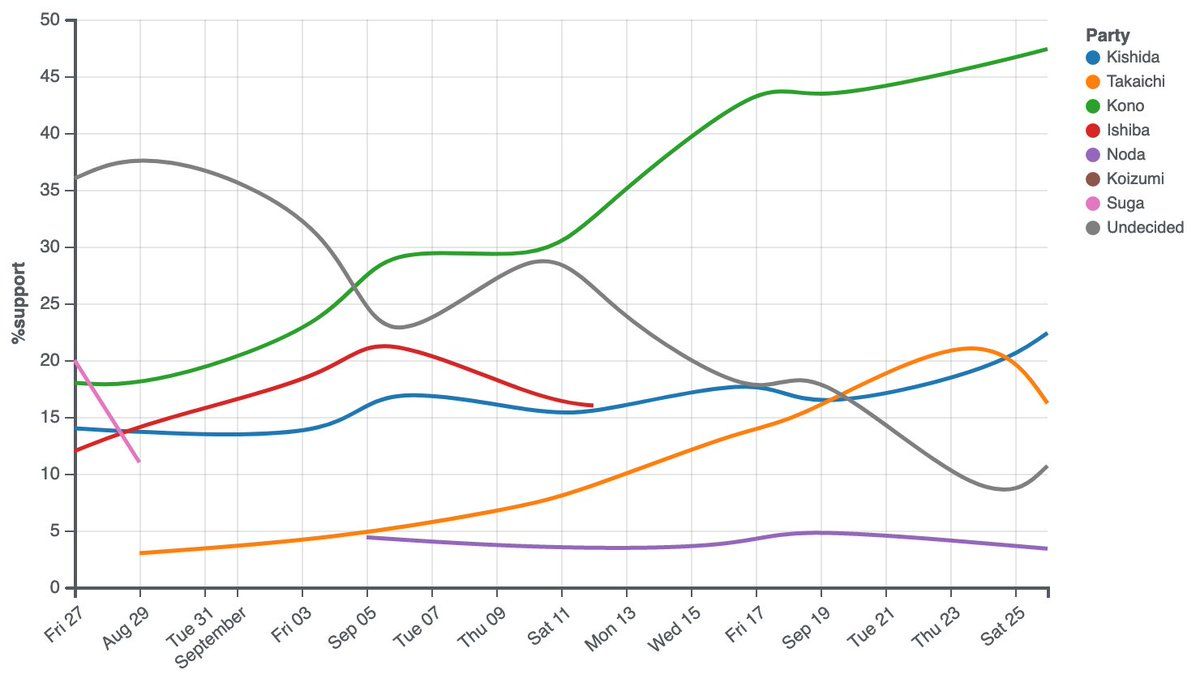 50
45
40
35
30
25
20
15
10
5
0
%support
Fri 27
Aug 29
Tue 31
September
Fri 03
Sep 05
Tue 07
Thu 09
Sat 11
Mon 13
Wed 15
Fri 17
Sep 19
Tue 21
Thu 23
Sat 25
Party
Kishida
Takaichi
Kono
Ishiba
Noda
Koizumi
Suga
Undecided